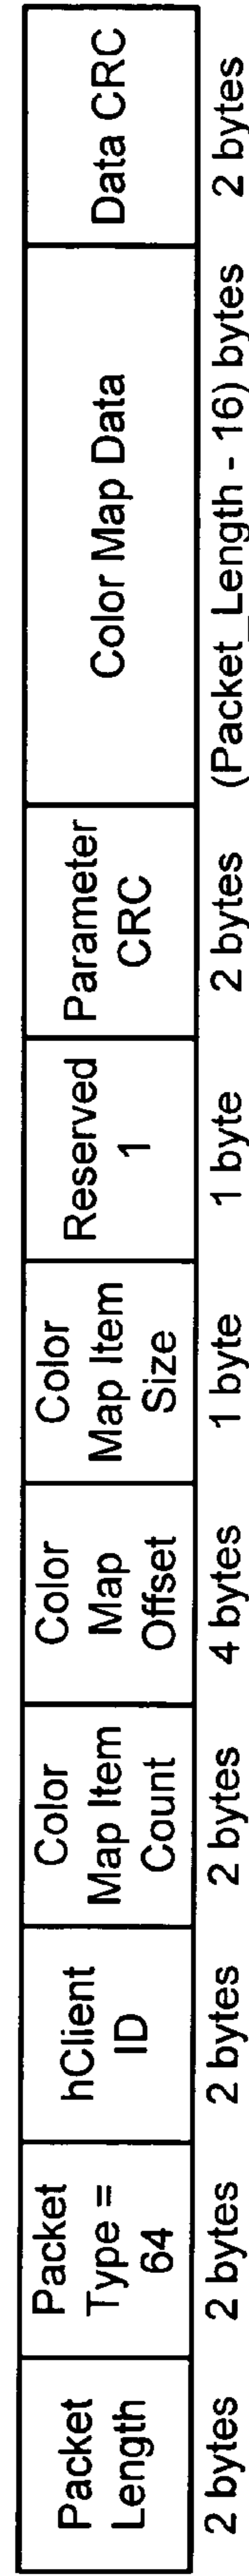 Packet
Length
Packet
Type =
64
hClient
ID
Color
Map Item
Count
Color
Map
Offset
Color
Map Item
Size
Reserved
1
Parameter
CRC
Color Map Data
Data CRC
2 bytes
2 bytes
2 bytes
2 bytes
4 bytes
1 byte
1 byte
2 bytes
(Packet_Length - 16) bytes
2 bytes